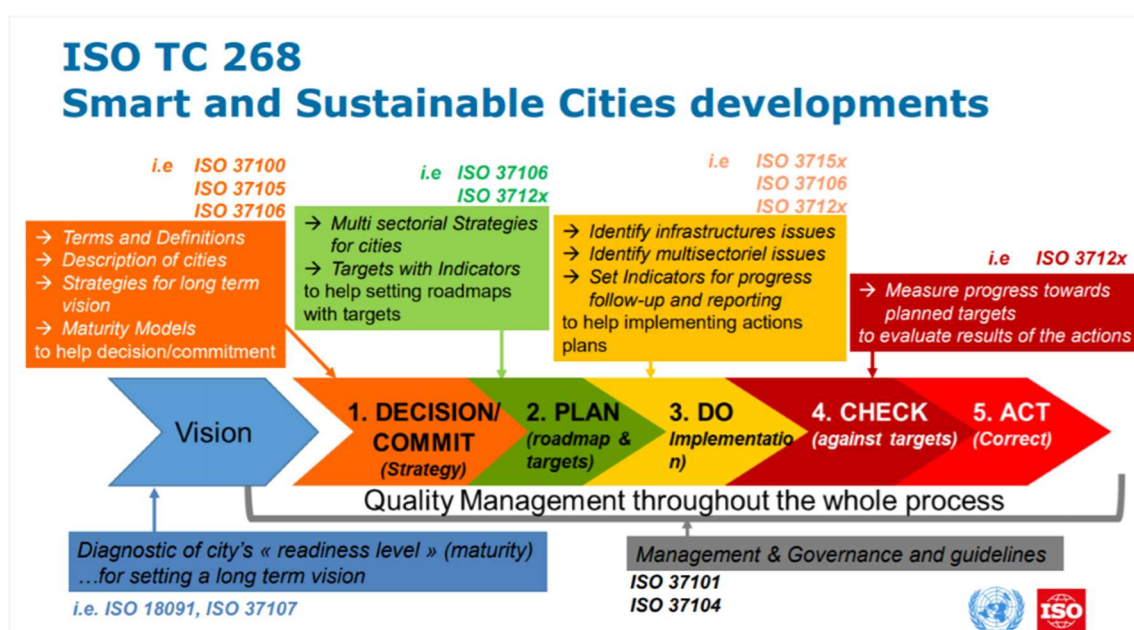 ISO TC 268
Smart and Sustainable Cities developments
i.e ISO 37100
ISO 37105
ISO 37106
→ Terms and Definitions
→ Description of cities
→ Strategies for long term
vision
→ Maturity Models
to help decision/commitment
i.e ISO 37106
ISO 3712x
→ Multi sectorial Strategies
for cities
→ Targets with Indicators
to help setting roadmaps
with targets
i.e ISO 3715x
ISO 37106
ISO 3712x
→ Identify infrastructures issues
→ Identify multisectoriel issues
→ Set Indicators for progress
follow-up and reporting
to help implementing actions
plans
i.e ISO 3712x
→ Measure progress towards
planned targets
to evaluate results of the actions
Vision
1. DECISION/
COMMIT
(Strategy)
2. PLAN
(roadmap &
targets)
3. DO
Implementatio
n)
4. CHECK
(against targets)
5. ACT
(Correct)
Quality Management throughout the whole process
Diagnostic of city's « readiness level » (maturity)
…for setting a long term vision
i.e. ISO 18091, ISO 37107
Management & Governance and guidelines
ISO 37101
ISO 37104
ISO